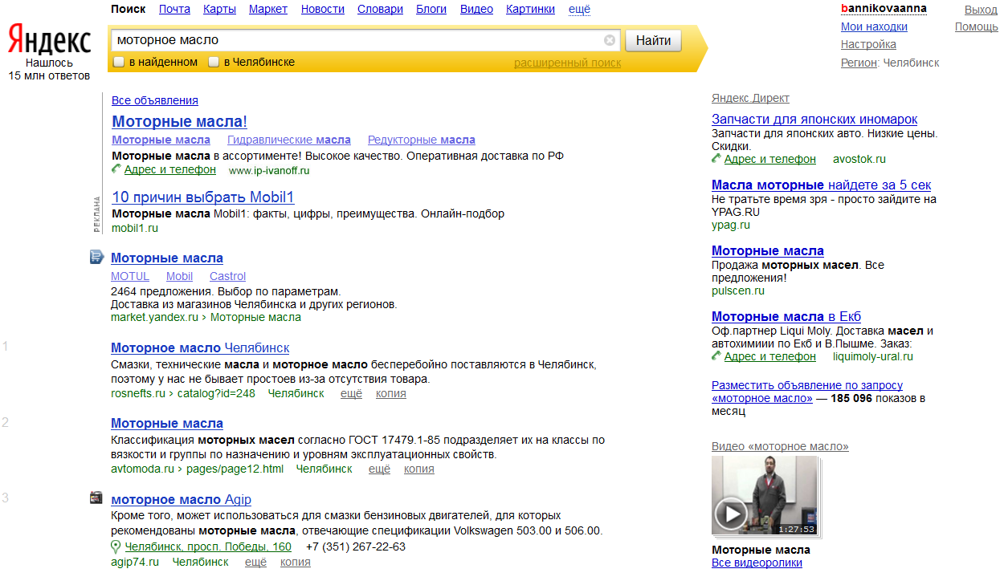 Поиск Почта Карты Маркет Новости Словари Блоги Видео Картинки ещё
bannikovaanna Выход
Мои находки Помощь
Настройка
Регион: Челябинск
Яндекс
Нашлось
15 млн ответов
моторное масло Найти
в найденном в Челябинске расширенный поиск
Все объявления
Моторные масла!
Моторные масла Гидравлические масла Редукторные масла
Моторные масла в ассортименте! Высокое качество. Оперативная доставка по РФ
Адрес и телефон www.ip-ivanoff.ru
10 причин выбрать Mobil1
Моторные масла Mobil1: факты, цифры, преимущества. Онлайн-подбор
mobil1.ru
РЕКЛАМА
Моторные масла
MOTUL Mobil Castrol
2464 предложения. Выбор по параметрам.
Доставка из магазинов Челябинска и других регионов.
market.yandex.ru › Моторные масла
1
Моторное масло Челябинск
Смазки, технические масла и моторное масло бесперебойно поставляются в Челябинск,
поэтому у нас не бывает простоев из-за отсутствия товара.
rosnefts.ru › catalog?id=248 Челябинск ещё копия
2
Моторные масла
Классификация моторных масел согласно ГОСТ 17479.1-85 подразделяет их на классы по
вязкости и группы по назначению и уровням эксплуатационных свойств.
avtomoda.ru › pages/page12.html Челябинск ещё копия
3
моторное масло Agip
Кроме того, может использоваться для смазки бензиновых двигателей, для которых
рекомендованы моторные масла, отвечающие спецификации Volkswagen 503.00 и 506.00.
Челябинск, просп. Победы, 160 +7 (351) 267-22-63
agip74.ru Челябинск ещё копия
Яндекс.Директ
Запчасти для японских иномарок
Запчасти для японских авто. Низкие цены.
Скидки.
Адрес и телефон avostok.ru
Масла моторные найдете за 5 сек
Не тратьте время зря - просто зайдите на
YPAG.RU
ypag.ru
Моторные масла
Продажа моторных масел. Все
предложения!
pulscen.ru
Моторные масла в Екб
Оф.партнер Liqui Moly. Доставка масел и
автохимиии по Екб и В.Пышме. Заказ:
Адрес и телефон liquimoly-ural.ru
Разместить объявление по запросу
«моторное масло» — 185 096 показов в
месяц
Видео «моторное масло»
1:27:53
Моторные масла
Все видеоролики